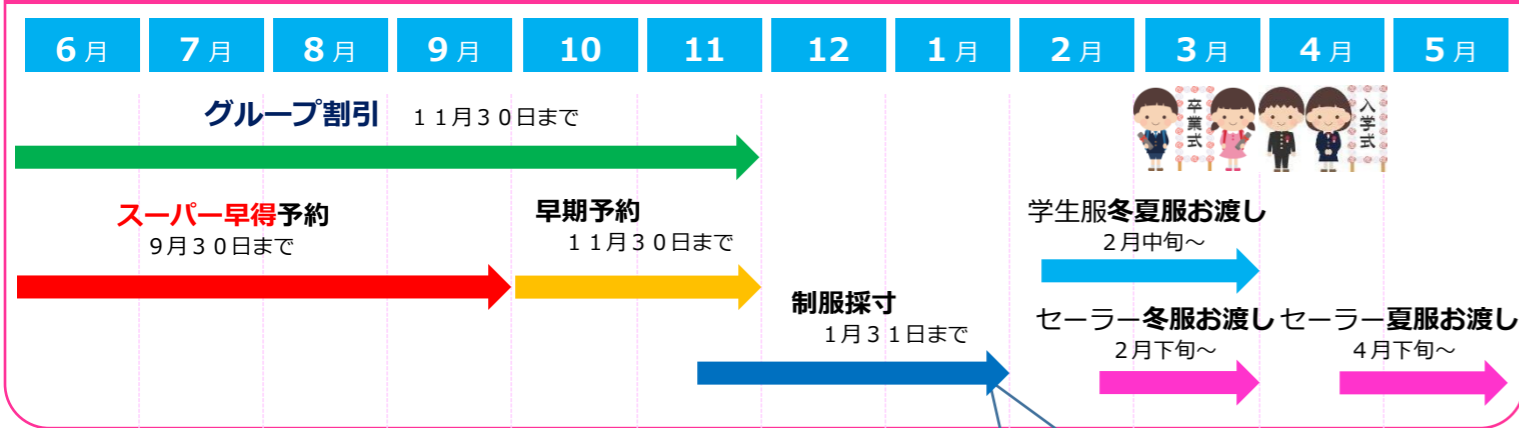 6月 7月 8月 9月 10 11 12 1月 2月 3月 4月 5月
グループ割引 11月30日まで
卒業式
入学式
スーパー早得予約
9月30日まで
早期予約
11月30日まで
学生服冬夏服お渡し
2月中旬～
制服採寸
1月31日まで
セーラー冬服お渡し
2月下旬～
セーラー夏服お渡し
4月下旬～